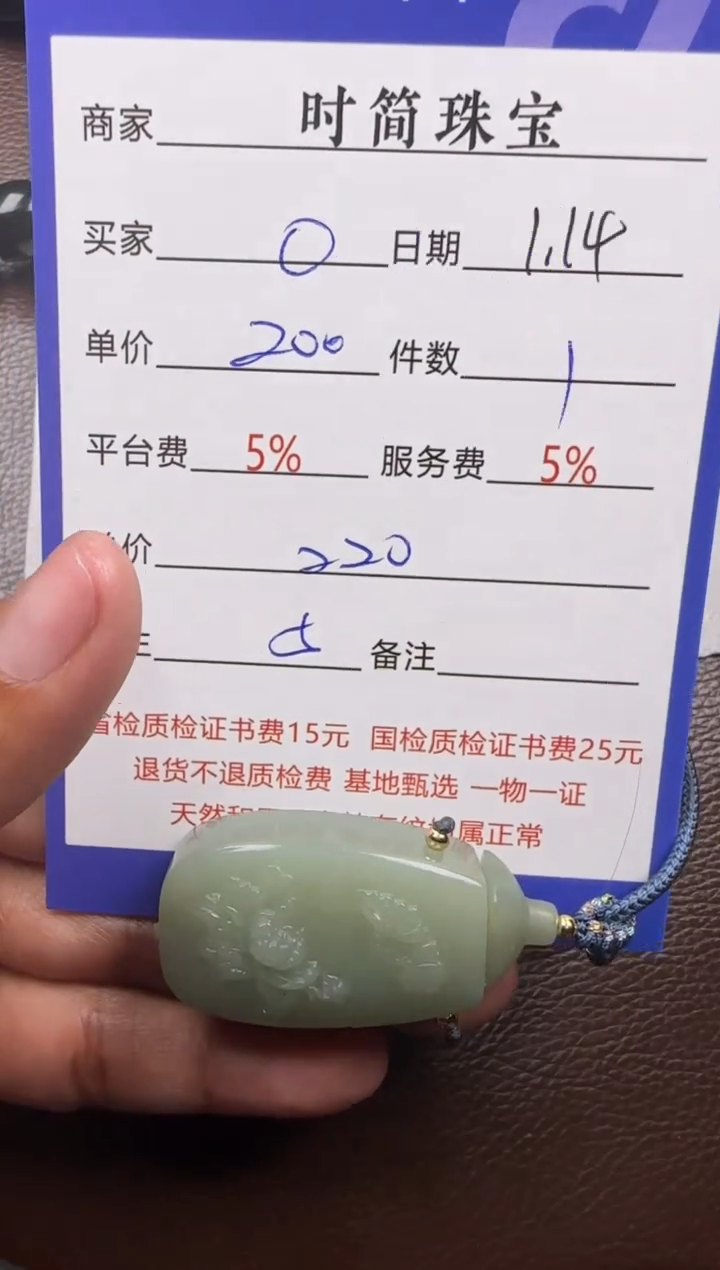 商家 时简珠宝
买家 0 日期 1.14
单价 200 件数 1
平台费 5% 服务费 5%
价 220
备注
省检质检证书费15元 国检质检证书费25元
退货不退质检费 基地甄选 一物一证
天然和 属正常